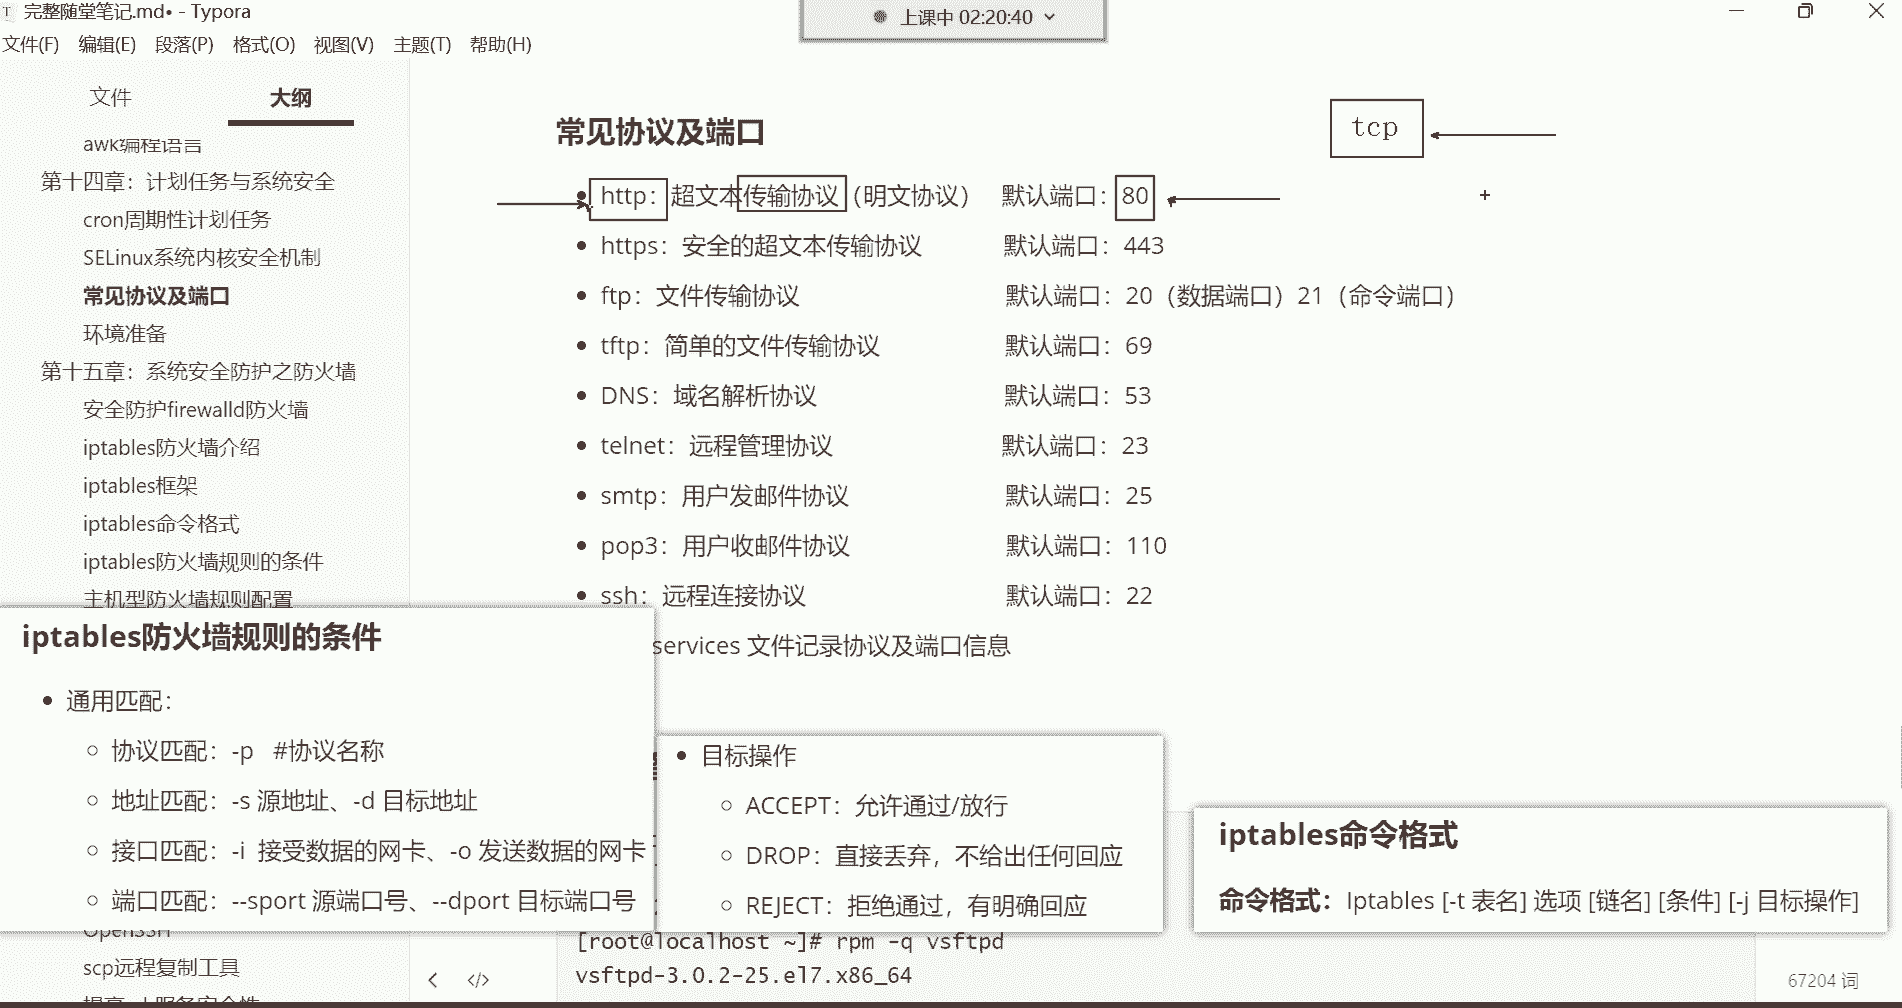 完整随堂笔记.md• - Typora
上课中 02:20:40
文件(F) 编辑(E) 段落(P) 格式(O) 视图(V) 主题(T) 帮助(H)
文件 大纲
awk编程语言
第十四章：计划任务与系统安全
cron周期性计划任务
SELinux系统内核安全机制
常见协议及端口
环境准备
第十五章：系统安全防护之防火墙
安全防护firewalld防火墙
iptables防火墙介绍
iptables框架
iptables命令格式
iptables防火墙规则的条件
主机型防火墙规则配置
OpenSSH
scp远程复制工具
常见协议及端口
tcp
http：超文本传输协议（明文协议） 默认端口：80
https：安全的超文本传输协议 默认端口：443
ftp：文件传输协议 默认端口：20（数据端口）21（命令端口）
tftp：简单的文件传输协议 默认端口：69
DNS：域名解析协议 默认端口：53
telnet：远程管理协议 默认端口：23
smtp：用户发邮件协议 默认端口：25
pop3：用户收邮件协议 默认端口：110
ssh：远程连接协议 默认端口：22
services 文件记录协议及端口信息
iptables防火墙规则的条件
通用匹配：
协议匹配：-p #协议名称
地址匹配：-s 源地址、-d 目标地址
接口匹配：-i 接受数据的网卡、-o 发送数据的网卡
端口匹配：--sport 源端口号、--dport 目标端口号
目标操作
ACCEPT：允许通过/放行
DROP：直接丢弃，不给出任何回应
REJECT：拒绝通过，有明确回应
iptables命令格式
命令格式：Iptables [-t 表名] 选项 [链名] [条件] [-j 目标操作]
[root@localhost ~]# rpm -q vsftpd
vsftpd-3.0.2-25.el7.x86_64
67204 词